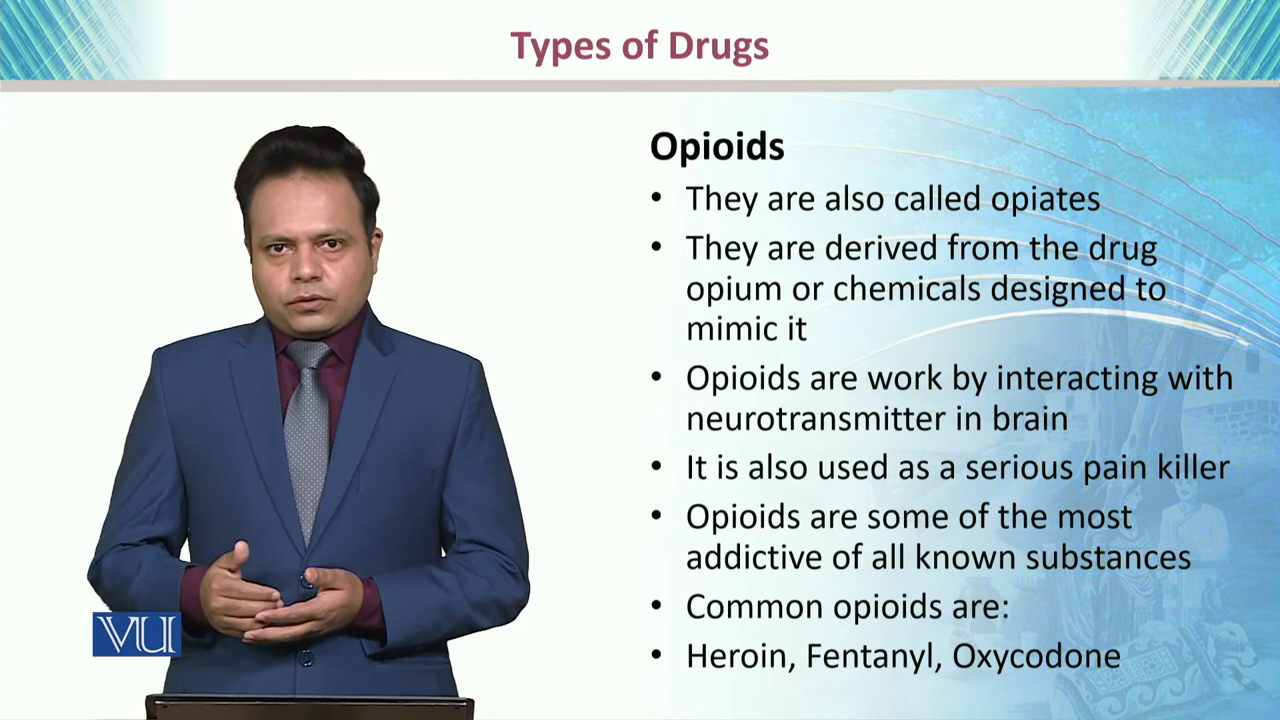 Types of Drugs
Opioids
• They are also called opiates
• They are derived from the drug
opium or chemicals designed to
mimic it
• Opioids are work by interacting with
neurotransmitter in brain
• It is also used as a serious pain killer
• Opioids are some of the most
addictive of all known substances
• Common opioids are:
• Heroin, Fentanyl, Oxycodone
VU